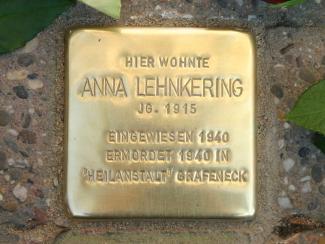 HIER WOHNTE
ANNA LEHNKERING
JG. 1915
EINGEWIESEN 1940
ERMORDET 1940 IN
"HEILANSTALT" GRAFENECK